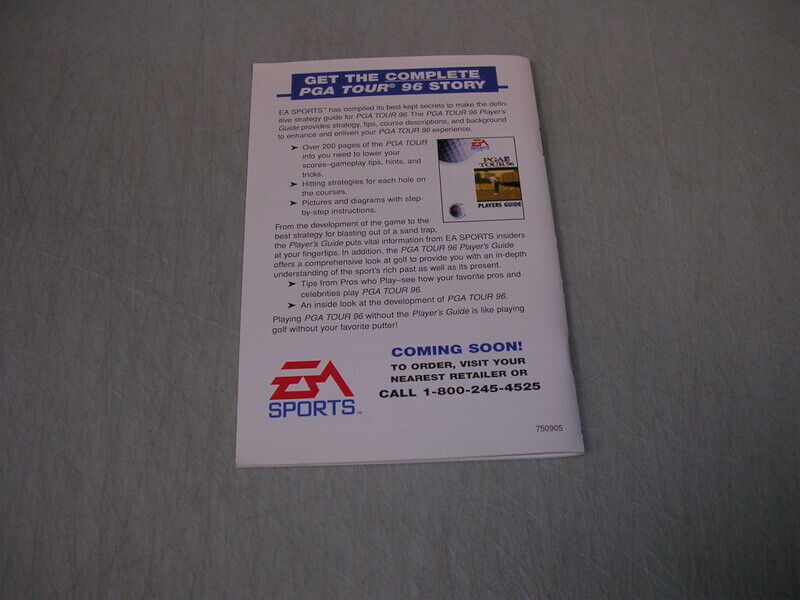 GET THE COMPLETE
PGA TOUR® 96 STORY
EA SPORTS™ has compiled its best-kept secrets to make the defin-
itive strategy guide for PGA TOUR 96. The PGA TOUR 96 Player's
Guide provides strategy, tips, course descriptions, and background
to enhance and enliven your PGA TOUR 96 experience.
➤ Over 200 pages of the PGA TOUR
info you need to lower your
scores–gameplay tips, hints, and
tricks.
➤ Hitting strategies for each hole on
the courses.
➤ Pictures and diagrams with step-
by-step instructions.
EA
SPORTS
PGA
TOUR 96
PLAYERS GUIDE
From the development of the game to the
best strategy for blasting out of a sand trap,
the Player's Guide puts vital information from EA SPORTS insiders
at your fingertips. In addition, the PGA TOUR 96 Player's Guide
offers a comprehensive look at golf to provide you with an in-depth
understanding of the sport's rich past as well as its present.
➤ Tips from Pros who Play–see how your favorite pros and
celebrities play PGA TOUR 96.
➤ An inside look at the development of PGA TOUR 96.
Playing PGA TOUR 96 without the Player's Guide is like playing
golf without your favorite putter!
EA
SPORTS™
COMING SOON!
TO ORDER, VISIT YOUR
NEAREST RETAILER OR
CALL 1-800-245-4525
750905